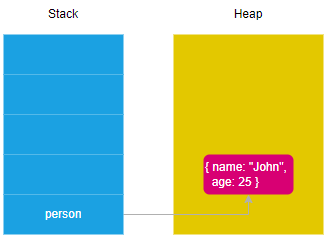 Stack
Heap
{ name: "John",
age: 25 }
person